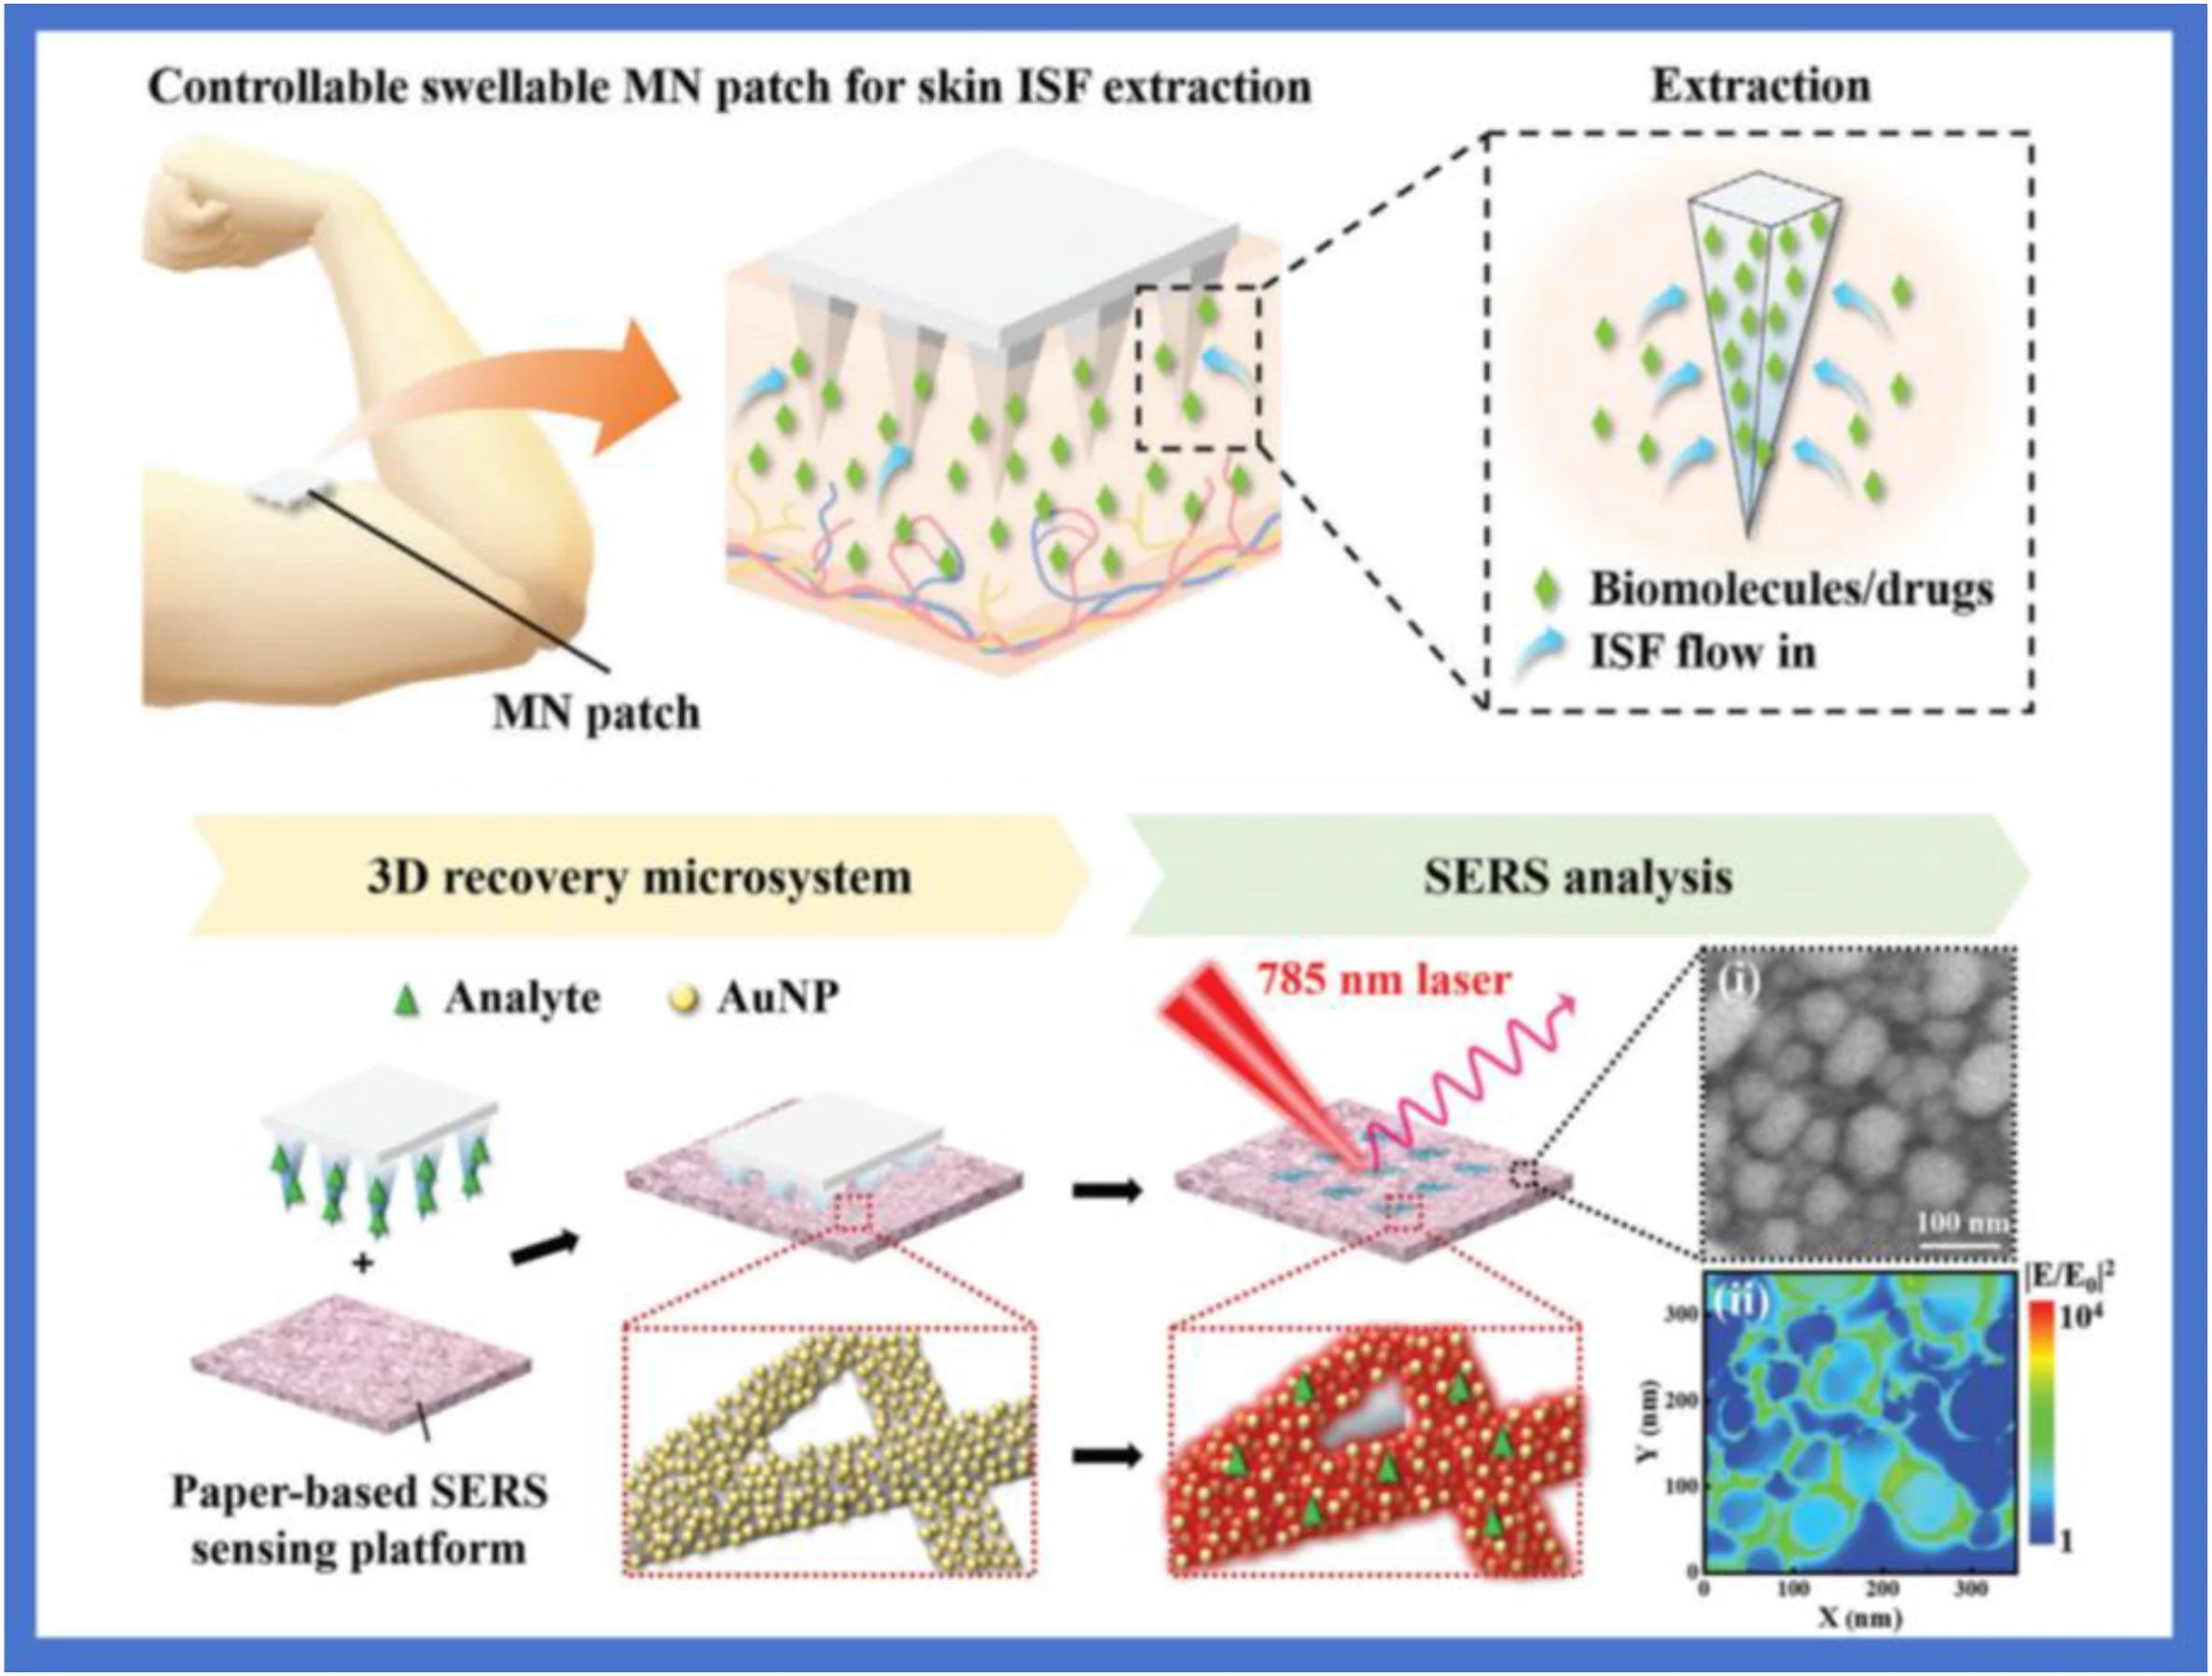 Controllable swellable MN patch for skin ISF extraction
Extraction
Biomolecules/drugs
ISF flow in
MN patch
3D recovery microsystem
SERS analysis
Analyte
AuNP
785 nm laser
(i)
100 nm
+
Paper-based SERS
sensing platform
(ii)
|E/E₀|²
10⁴
1
Y (nm)
300
200
100
0
0 100 200 300
X (nm)